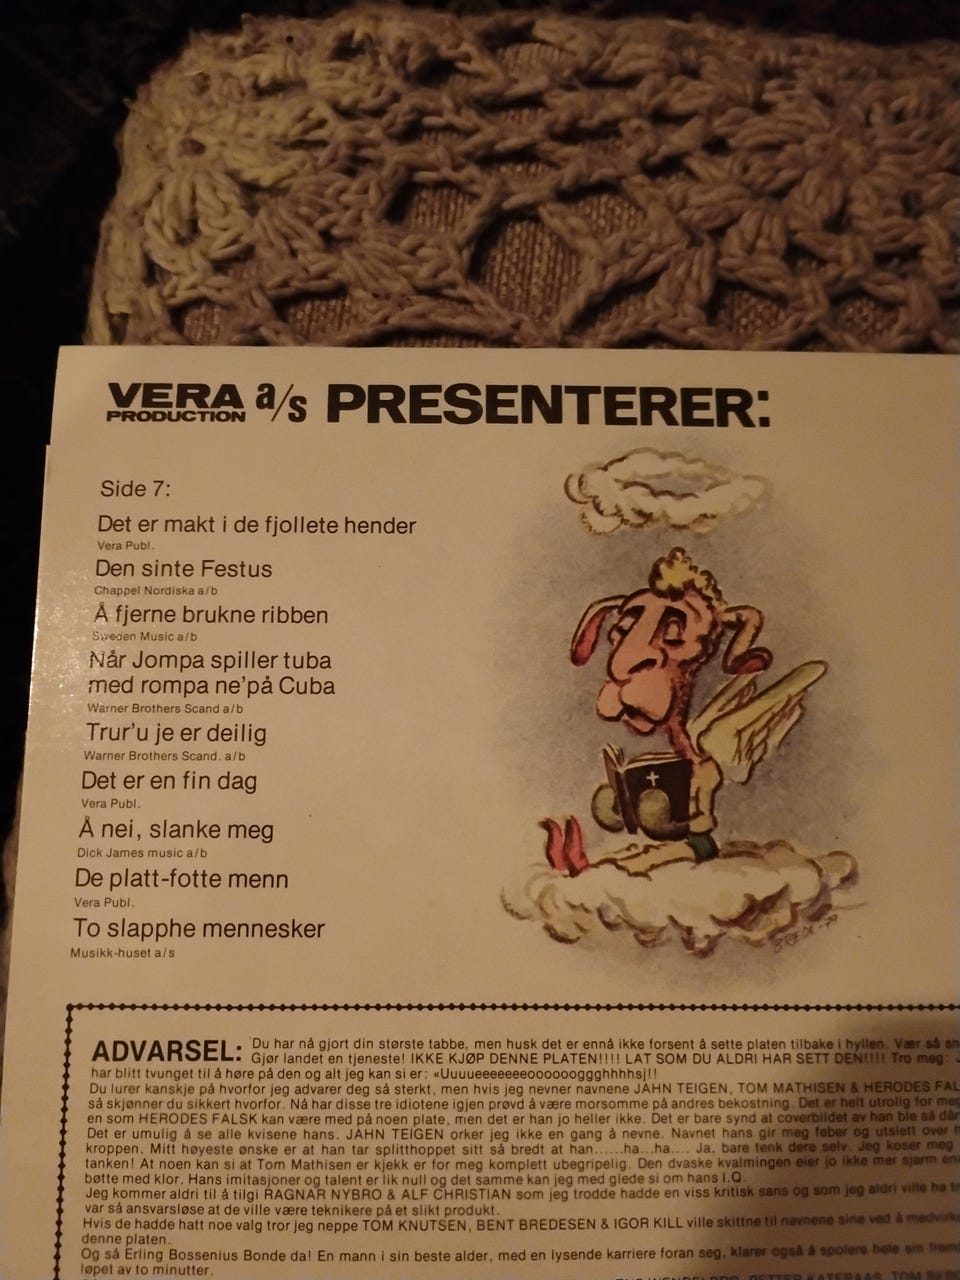 VERA a/s PRESENTERER:
PRODUCTION
Side 7:
Det er makt i de fjollete hender
Vera Publ.
Den sinte Festus
Chappel Nordiska a/b
Å fjerne brukne ribben
Sweden Music a/b
Når Jompa spiller tuba
med rompa ne'på Cuba
Warner Brothers Scand a/b
Trur'u je er deilig
Warner Brothers Scand. a/b
Det er en fin dag
Vera Publ.
Å nei, slanke meg
Dick James music a/b
De platt-fotte menn
Vera Publ.
To slapphe mennesker
Musikk-huset a/s
BREDE-79
ADVARSEL: Du har nå gjort din største tabbe, men husk det er ennå ikke forsent å sette platen tilbake i hyllen. Vær så
Gjør landet en tjeneste! IKKE KJØP DENNE PLATEN!!!! LAT SOM DU ALDRI HAR SETT DEN!!!! Tro meg:
har blitt tvunget til å høre på den og alt jeg kan si er: «Uuuueeeeeeeooooooggghhhhsj!!
Du lurer kanskje på hvorfor jeg advarer deg så sterkt, men hvis jeg nevner navnene JAHN TEIGEN, TOM MATHISEN & HERODES
så skjønner du sikkert hvorfor. Nå har disse tre idiotene igjen prøvd å være morsomme på andres bekostning. Det er helt utrolig for
en som HERODES FALSK kan være med på noen plate, men det er han jo heller ikke. Det er bare synd at coverbildet av han ble så
Det er umulig å se alle kvisene hans. JAHN TEIGEN orker jeg ikke en gang å nevne. Navnet hans gir meg feber og utslett over
kroppen. Mitt høyeste ønske er at han tar splitthoppet sitt så bredt at han......ha...ha.... Ja, bare tenk dere selv. Jeg koser meg
tanken! At noen kan si at Tom Mathisen er kjekk er for meg komplett ubegripelig. Den dvaske kvalmingen eier jo ikke mer sjarm
bøtte med klor. Hans imitasjoner og talent er lik null og det samme kan jeg med glede si om hans I.Q.
Jeg kommer aldri til å tilgi RAGNAR NYBRO & ALF CHRISTIAN som jeg trodde hadde en viss kritisk sans og som jeg aldri ville ha
var så ansvarsløse at de ville være teknikere på et slikt produkt.
Hvis de hadde hatt noe valg tror jeg neppe TOM KNUTSEN, BENT BREDESEN & IGOR KILL ville skittne til navnene sine ved å
denne platen.
Og så Erling Bossenius Bonde da! En mann i sin beste alder, med en lysende karriere foran seg, klarer også å spolere hele sin
løpet av to minutter.